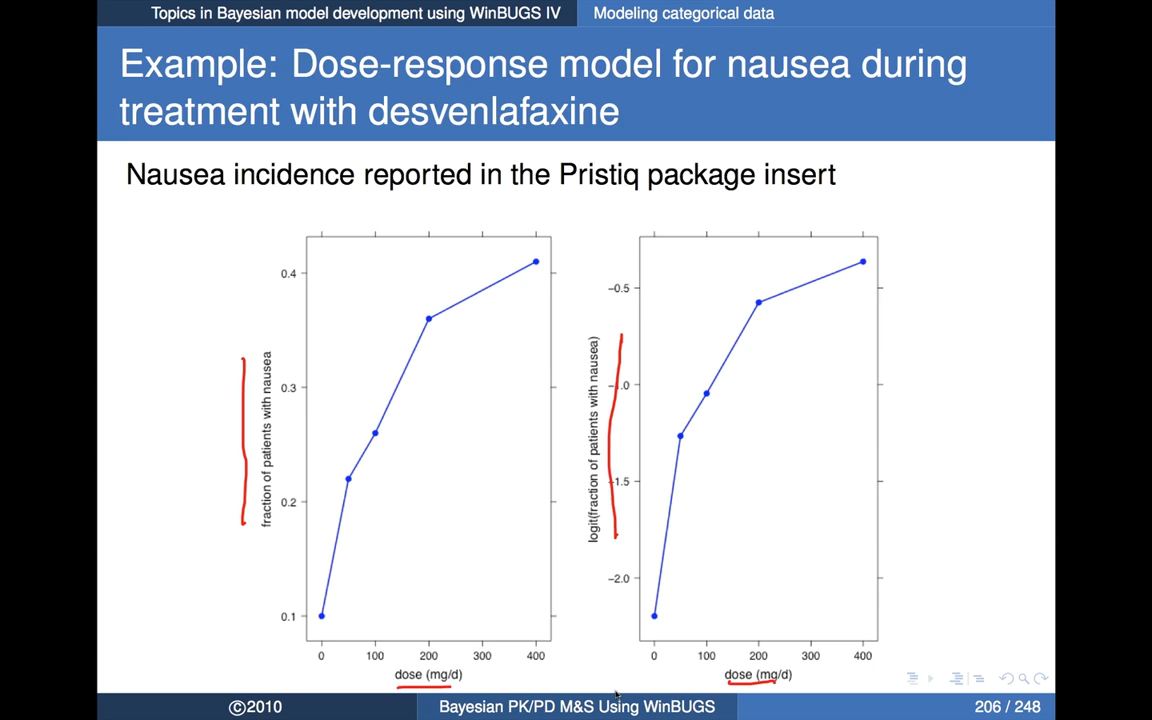 Topics in Bayesian model development using WinBUGS IV
Modeling categorical data
Example: Dose-response model for nausea during
treatment with desvenlafaxine
Nausea incidence reported in the Pristiq package insert
fraction of patients with nausea
0.4
0.3
0.2
0.1
0 100 200 300 400
dose (mg/d)
logit(fraction of patients with nausea)
−0.5
−1.0
−1.5
−2.0
0 100 200 300 400
dose (mg/d)
©2010
Bayesian PK/PD M&S Using WinBUGS
206 / 248